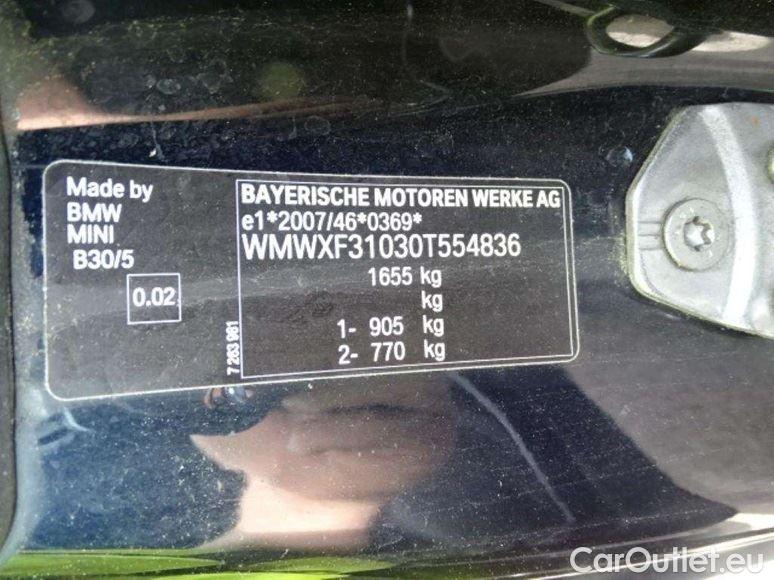 Made by
BMW
MINI
B30/5
0.02
7 263 961
BAYERISCHE MOTOREN WERKE AG
e1*2007/46*0369*
WMWXF31030T554836
1655 kg
kg
1- 905 kg
2- 770 kg
CarOutlet.eu